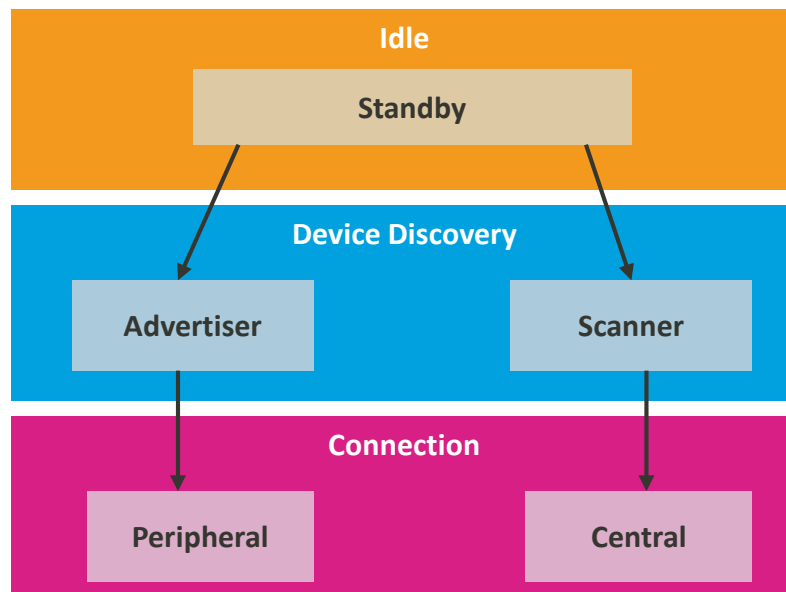 Idle
Standby
Device Discovery
Advertiser
Scanner
Connection
Peripheral
Central